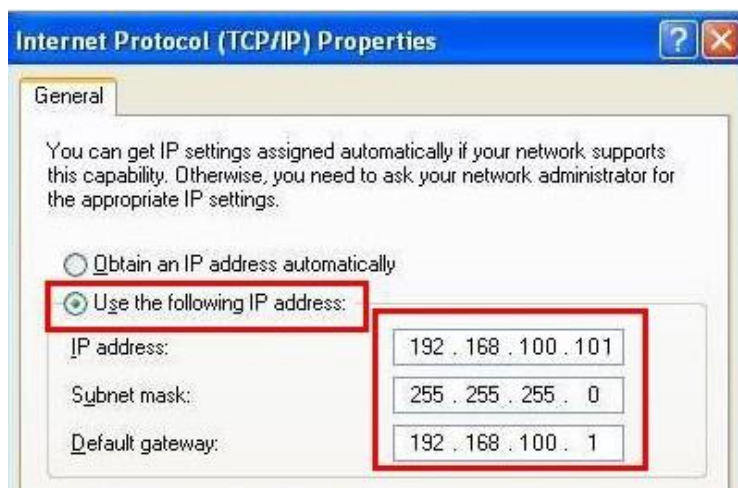 Internet Protocol (TCP/IP) Properties
General
You can get IP settings assigned automatically if your network supports
this capability. Otherwise, you need to ask your network administrator for
the appropriate IP settings.
Obtain an IP address automatically
Use the following IP address:
IP address: 192 . 168 . 100 . 101
Subnet mask: 255 . 255 . 255 . 0
Default gateway: 192 . 168 . 100 . 1